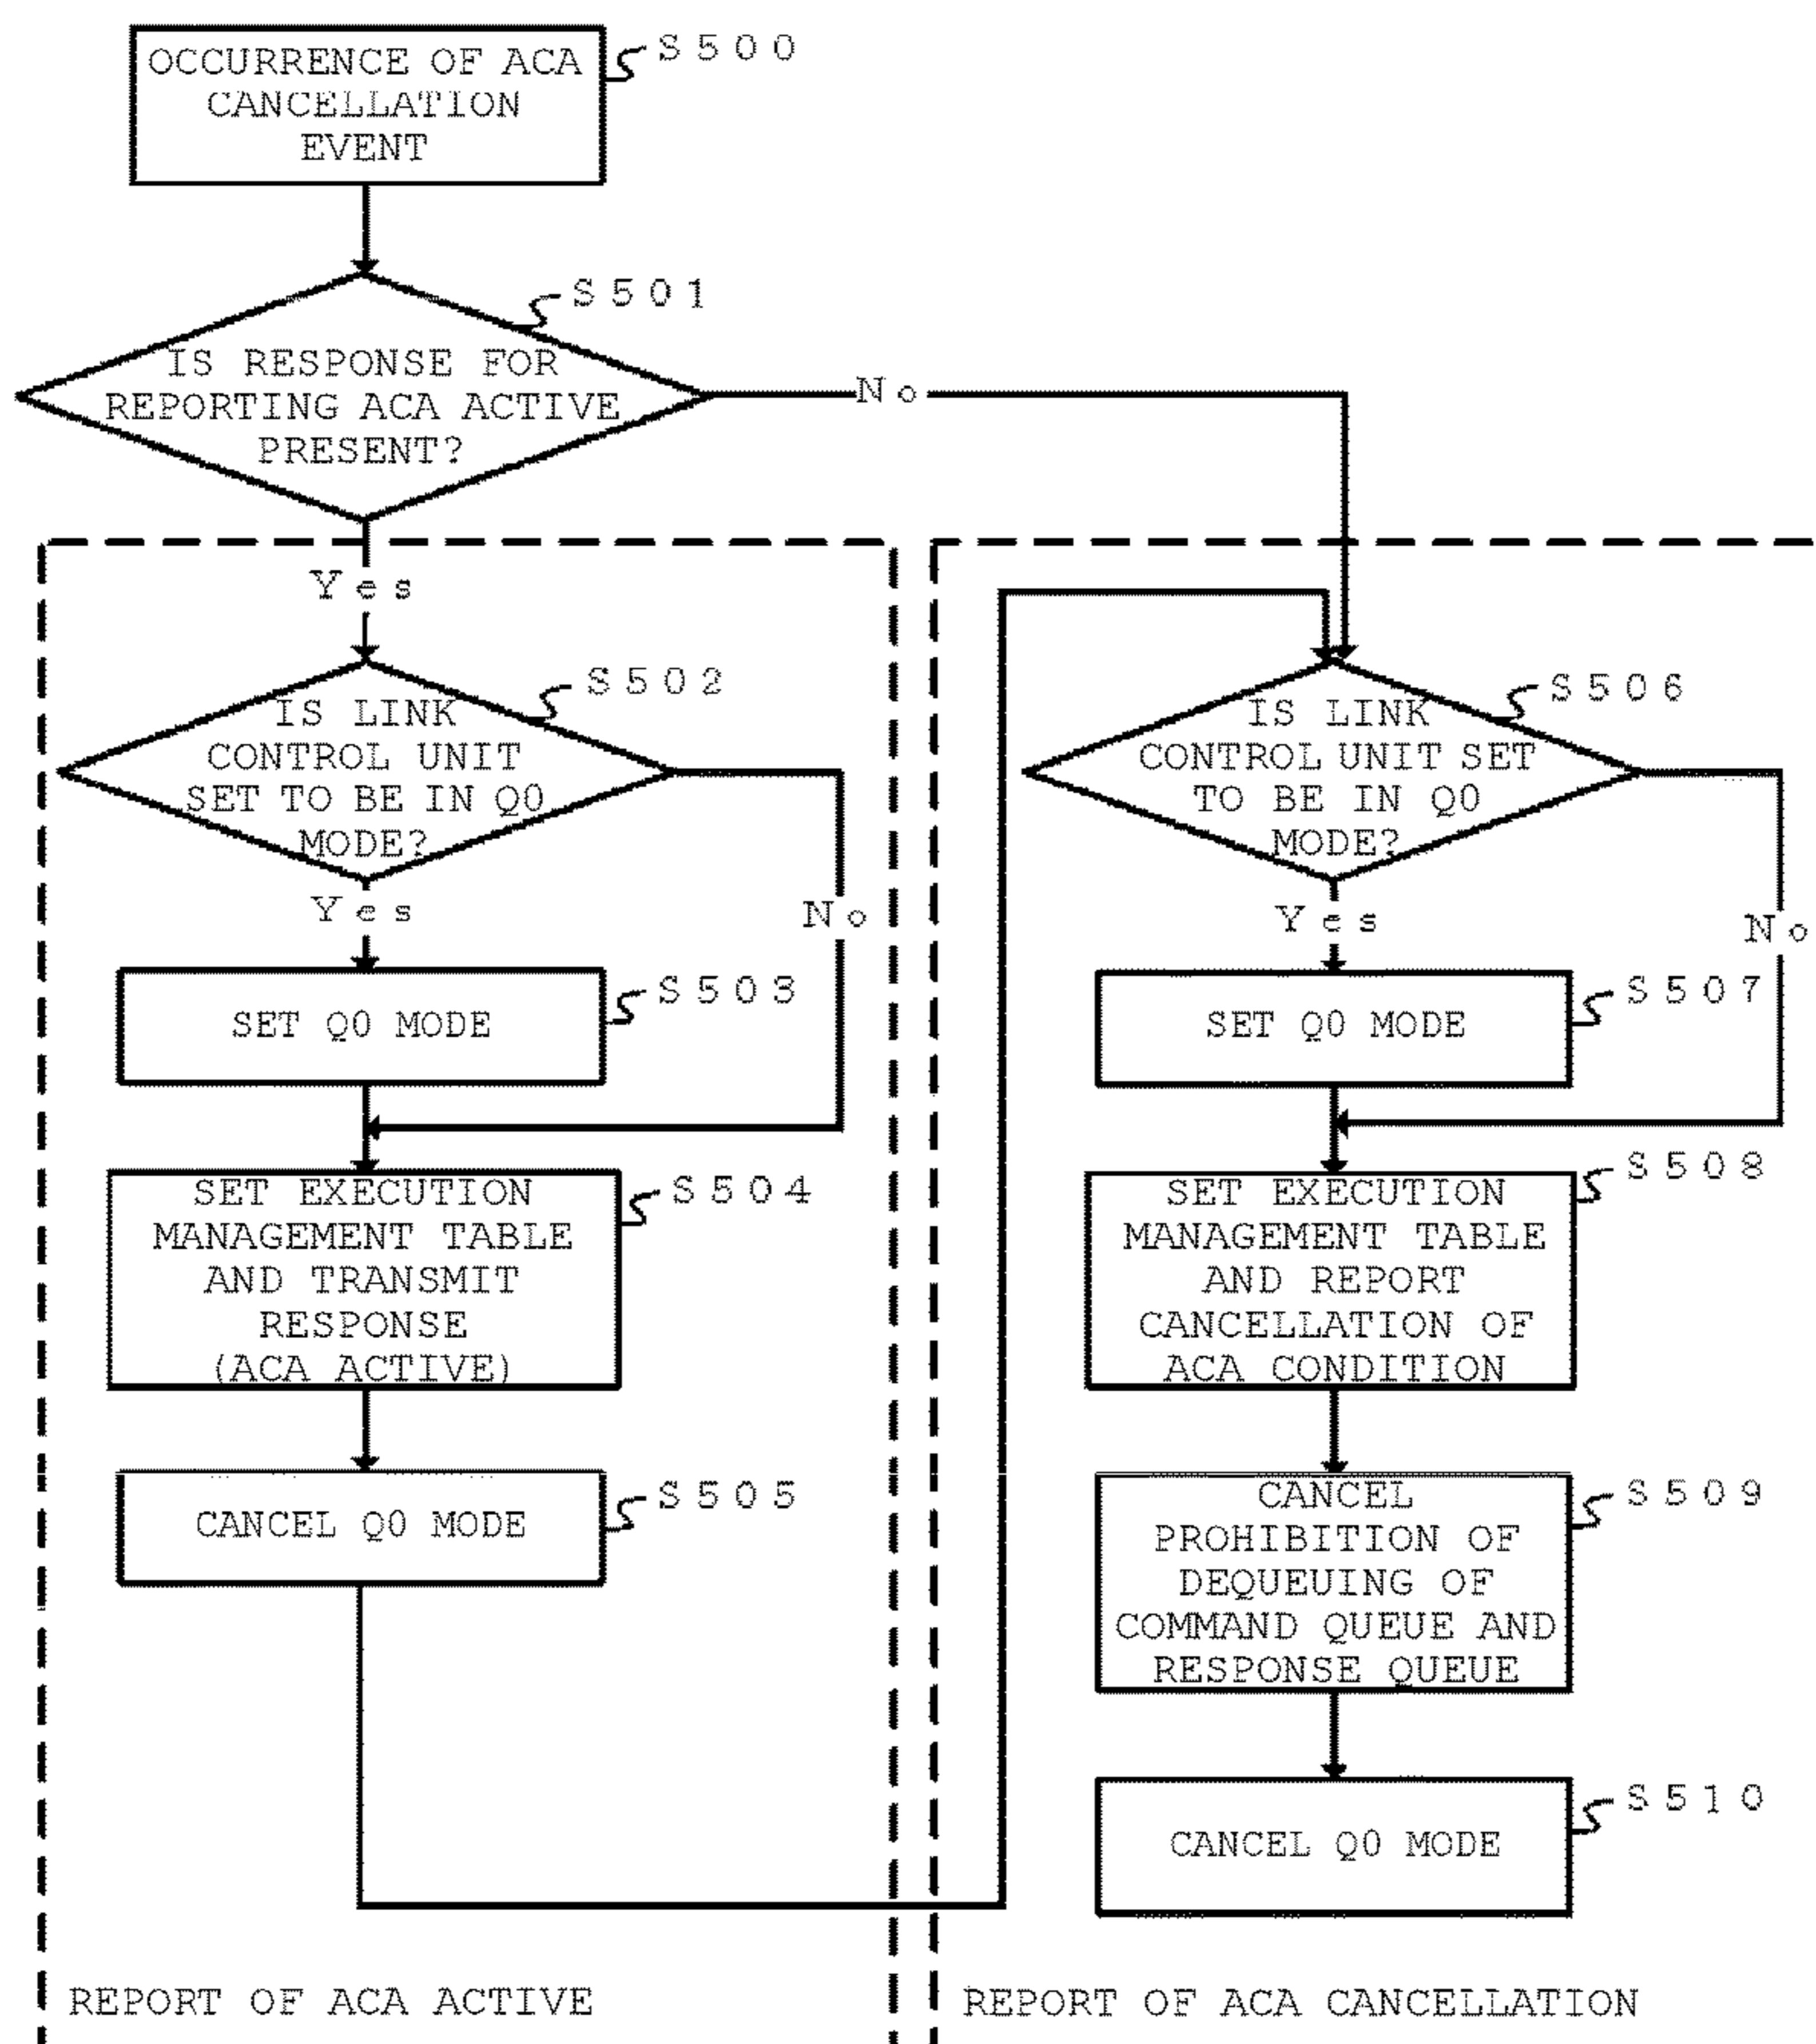 OCCURRENCE OF ACA
CANCELLATION
EVENT
S500
IS RESPONSE FOR
REPORTING ACA ACTIVE
PRESENT?
S501
No
Yes
IS LINK
CONTROL UNIT
SET TO BE IN Q0
MODE?
S502
Yes
No
SET Q0 MODE
S503
SET EXECUTION
MANAGEMENT TABLE
AND TRANSMIT
RESPONSE
(ACA ACTIVE)
S504
CANCEL Q0 MODE
S505
REPORT OF ACA ACTIVE
IS LINK
CONTROL UNIT SET
TO BE IN Q0
MODE?
S506
Yes
No
SET Q0 MODE
S507
SET EXECUTION
MANAGEMENT TABLE
AND REPORT
CANCELLATION OF
ACA CONDITION
S508
CANCEL
PROHIBITION OF
DEQUEUING OF
COMMAND QUEUE AND
RESPONSE QUEUE
S509
CANCEL Q0 MODE
S510
REPORT OF ACA CANCELLATION